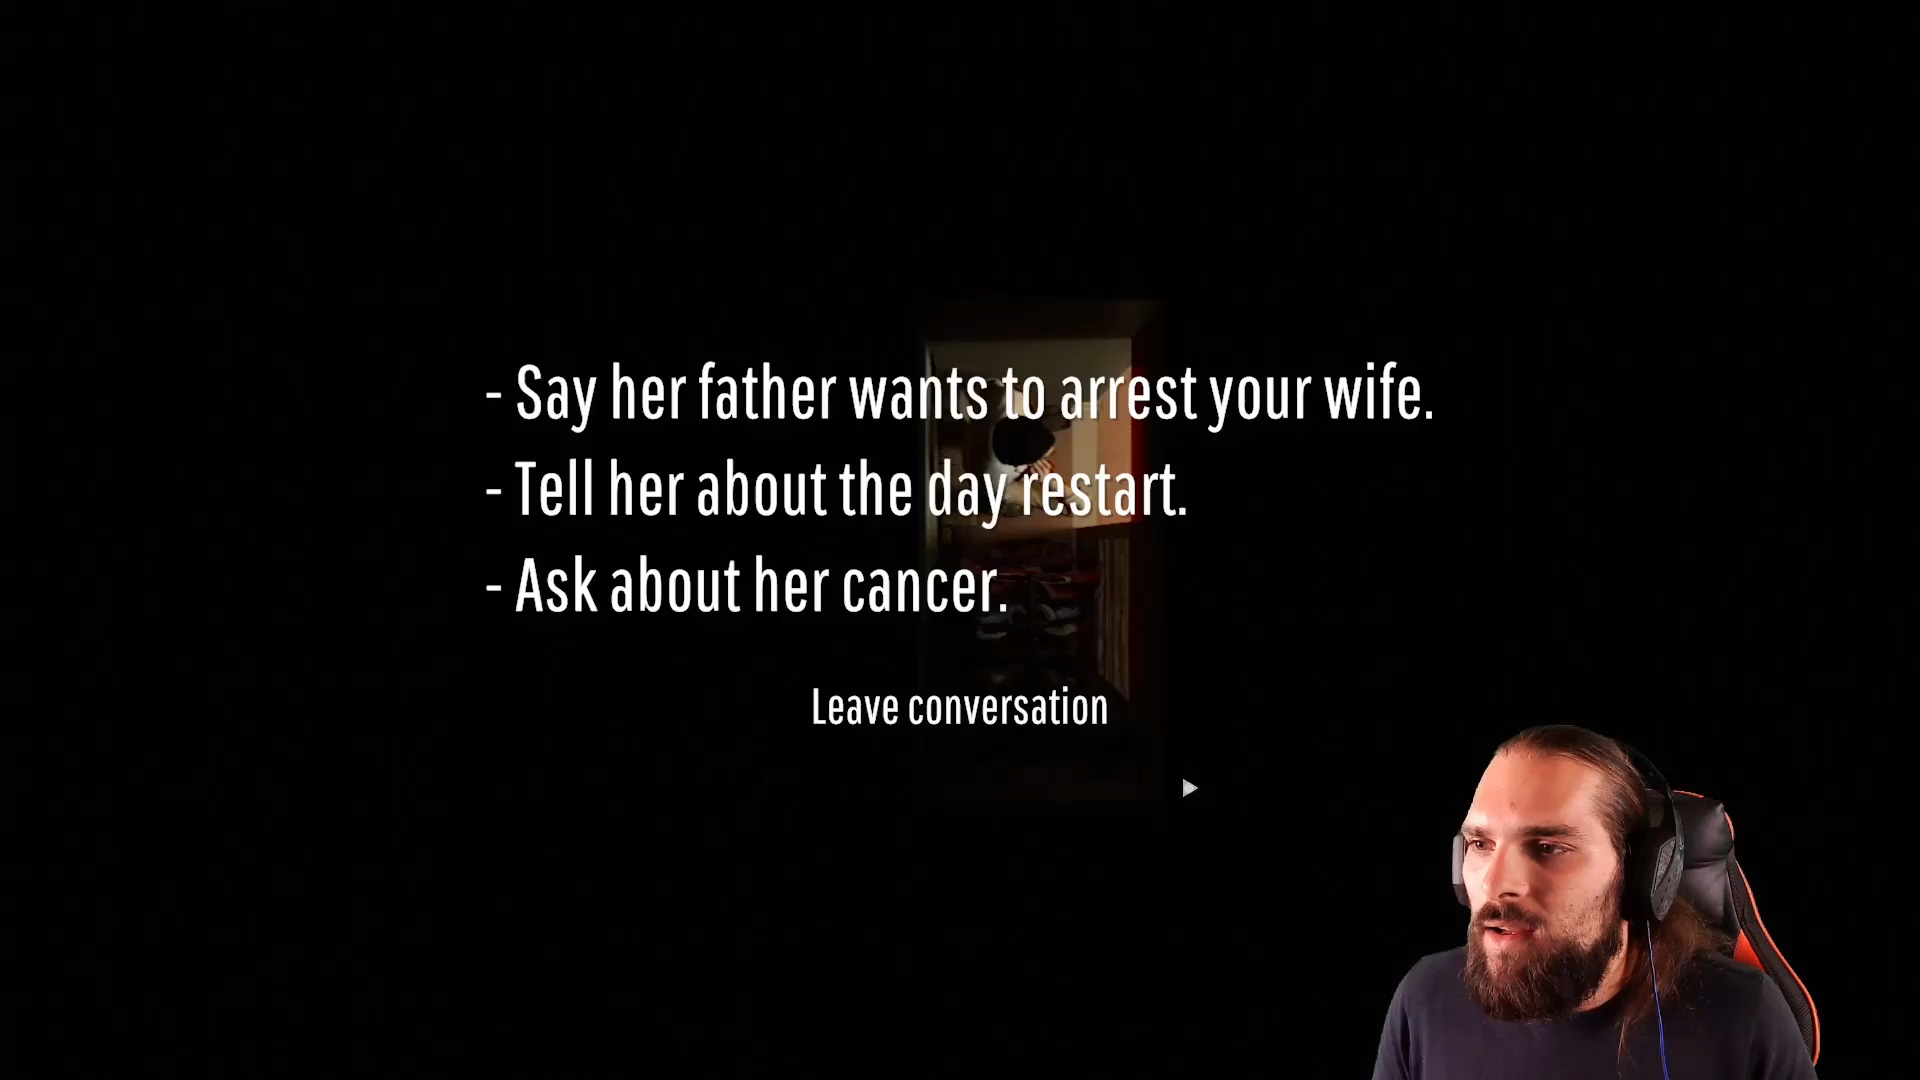 - Say her father wants to arrest your wife.
- Tell her about the day restart.
- Ask about her cancer.
Leave conversation